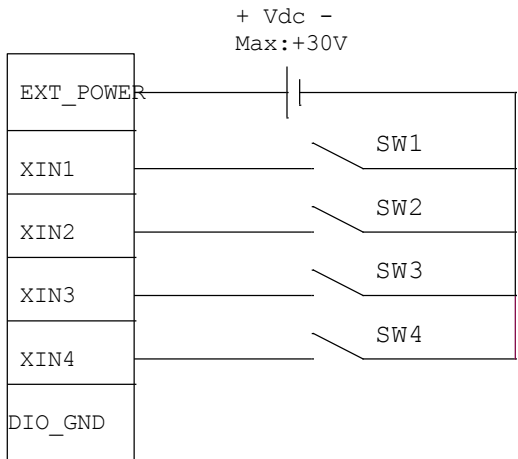 + Vdc -
Max:+30V
EXT_POWER
SW1
XIN1
SW2
XIN2
SW3
XIN3
SW4
XIN4
DIO_GND